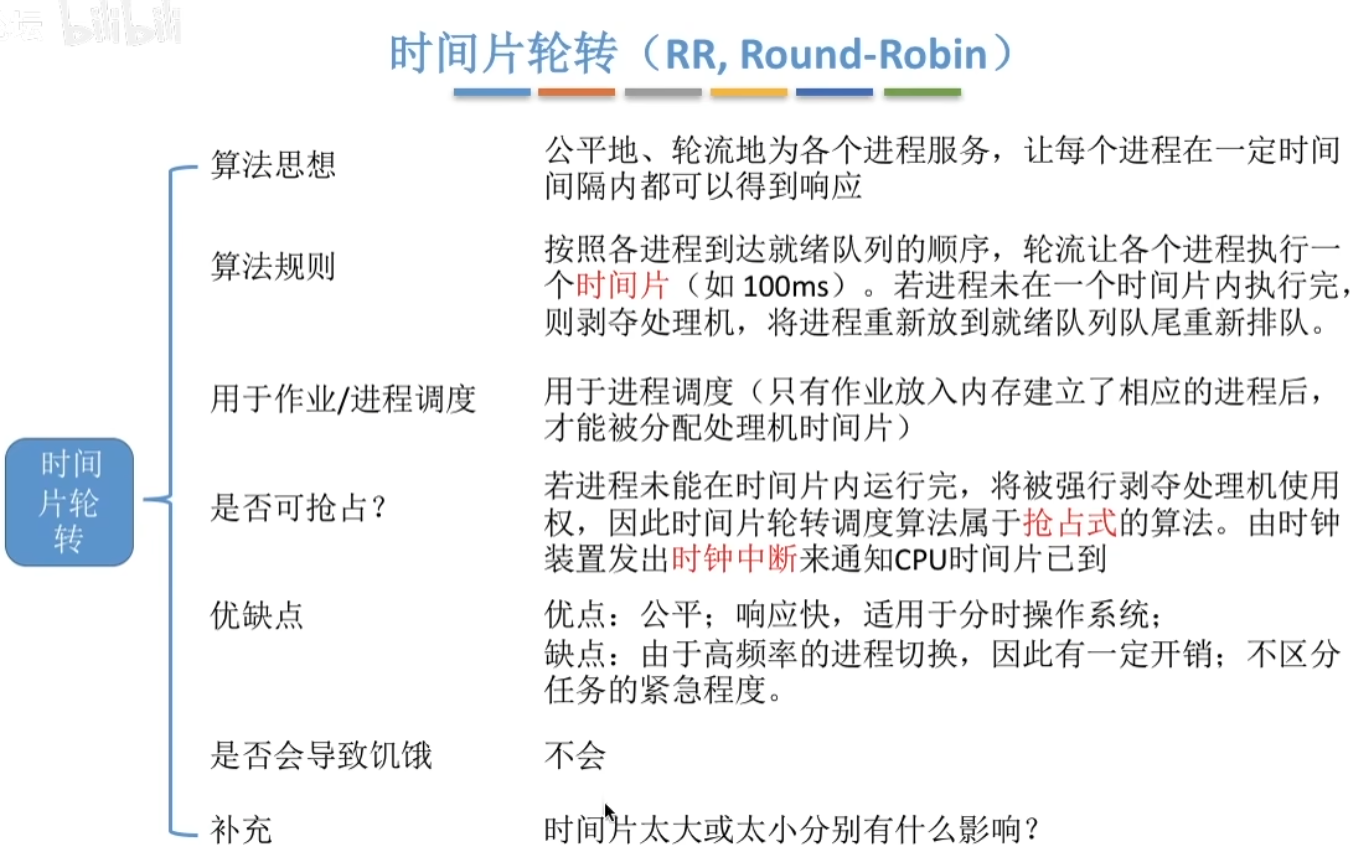 坛 bilibili
时间片轮转（RR, Round-Robin）
算法思想
公平地、轮流地为各个进程服务，让每个进程在一定时间
间隔内都可以得到响应
算法规则
按照各进程到达就绪队列的顺序，轮流让各个进程执行一
个时间片（如 100ms）。若进程未在一个时间片内执行完，
则剥夺处理机，将进程重新放到就绪队列队尾重新排队。
用于作业/进程调度
用于进程调度（只有作业放入内存建立了相应的进程后，
才能被分配处理机时间片）
时间
片轮
转
是否可抢占？
若进程未能在时间片内运行完，将被强行剥夺处理机使用
权，因此时间片轮转调度算法属于抢占式的算法。由时钟
装置发出时钟中断来通知CPU时间片已到
优缺点
优点：公平；响应快，适用于分时操作系统；
缺点：由于高频率的进程切换，因此有一定开销；不区分
任务的紧急程度。
是否会导致饥饿
不会
补充
时间片太大或太小分别有什么影响？